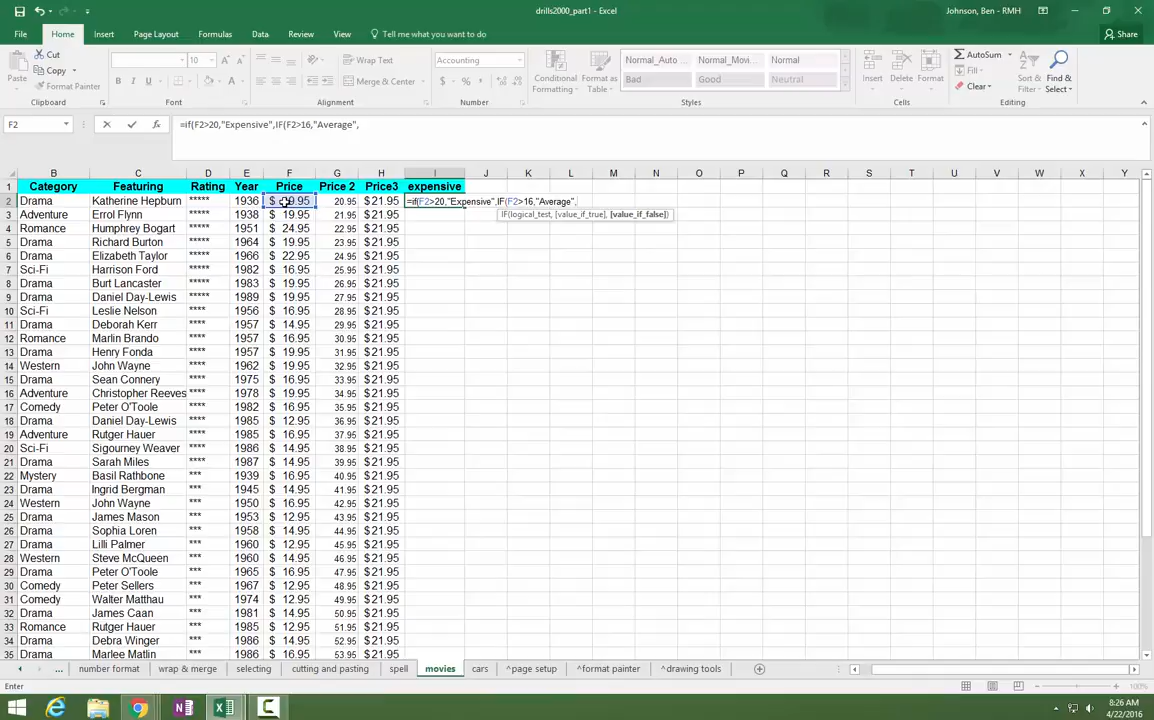 drills2000_part1 - Excel
Johnson, Ben - RMH
File Home Insert Page Layout Formulas Data Review View Tell me what you want to do Share
Paste Cut Copy Format Painter Clipboard
10 B I U Font
Wrap Text Merge & Center Alignment
Accounting $ % , Number
Conditional Formatting Format as Table
Normal_Auto ... Normal_Movi... Normal
Bad Good Neutral
Styles
Insert Delete Format Cells
AutoSum Fill Clear Sort & Filter Find & Select Editing
F2 fx =if(F2>20,"Expensive",IF(F2>16,"Average",
B C D E F G H I J K L M N O P Q R S T U V W X Y
1 Category Featuring Rating Year Price Price 2 Price3 expensive
2 Drama Katherine Hepburn ***** 1936 $ 19.95 20.95 $21.95 =if(F2>20,"Expensive",IF(F2>16,"Average",
IF(logical_test, [value_if_true], [value_if_false])
3 Adventure Errol Flynn ***** 1938 $ 19.95 21.95 $21.95
4 Romance Humphrey Bogart ***** 1951 $ 24.95 22.95 $21.95
5 Drama Richard Burton ***** 1964 $ 19.95 23.95 $21.95
6 Drama Elizabeth Taylor ***** 1966 $ 22.95 24.95 $21.95
7 Sci-Fi Harrison Ford ***** 1982 $ 16.95 25.95 $21.95
8 Drama Burt Lancaster ***** 1983 $ 19.95 26.95 $21.95
9 Drama Daniel Day-Lewis ***** 1989 $ 19.95 27.95 $21.95
10 Sci-Fi Leslie Nelson **** 1956 $ 16.95 28.95 $21.95
11 Drama Deborah Kerr **** 1957 $ 14.95 29.95 $21.95
12 Romance Marlin Brando **** 1957 $ 16.95 30.95 $21.95
13 Drama Henry Fonda **** 1957 $ 19.95 31.95 $21.95
14 Western John Wayne **** 1962 $ 19.95 32.95 $21.95
15 Drama Sean Connery **** 1975 $ 16.95 33.95 $21.95
16 Adventure Christopher Reeves **** 1978 $ 19.95 34.95 $21.95
17 Comedy Peter O'Toole **** 1982 $ 16.95 35.95 $21.95
18 Drama Daniel Day-Lewis **** 1985 $ 12.95 36.95 $21.95
19 Adventure Rutger Hauer **** 1985 $ 16.95 37.95 $21.95
20 Sci-Fi Sigourney Weaver **** 1986 $ 14.95 38.95 $21.95
21 Drama Sarah Miles **** 1987 $ 14.95 39.95 $21.95
22 Mystery Basil Rathbone *** 1939 $ 16.95 40.95 $21.95
23 Drama Ingrid Bergman *** 1945 $ 14.95 41.95 $21.95
24 Western John Wayne *** 1950 $ 16.95 42.95 $21.95
25 Drama James Mason *** 1953 $ 12.95 43.95 $21.95
26 Drama Sophia Loren *** 1958 $ 14.95 44.95 $21.95
27 Drama Lilli Palmer *** 1960 $ 12.95 45.95 $21.95
28 Western Steve McQueen *** 1960 $ 12.95 46.95 $21.95
29 Drama Peter O'Toole *** 1965 $ 16.95 47.95 $21.95
30 Comedy Peter Sellers *** 1967 $ 12.95 48.95 $21.95
31 Comedy Walter Matthau *** 1974 $ 12.95 49.95 $21.95
32 Drama James Caan *** 1981 $ 14.95 50.95 $21.95
33 Romance Rutger Hauer *** 1985 $ 12.95 51.95 $21.95
34 Drama Debra Winger *** 1986 $ 14.95 52.95 $21.95
35 Drama Marlee Matlin *** 1986 $ 16.95 53.95 $21.95
... number format wrap & merge selecting cutting and pasting spell movies cars ^page setup ^format painter ^drawing tools
Enter 100%
8:26 AM
4/22/2016